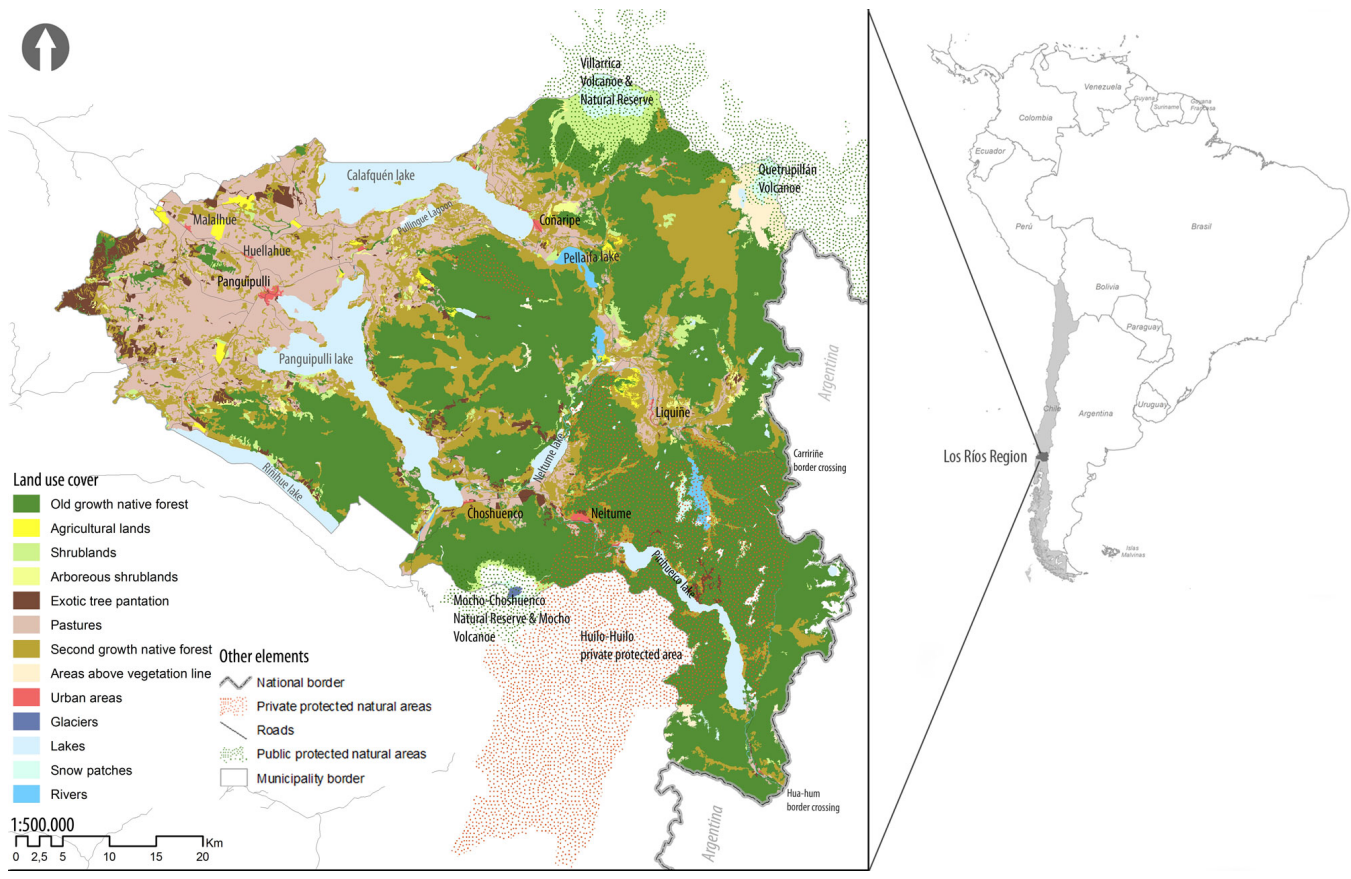 Villarrica
Volcanoe &
Natural Reserve
Quetrupillán
Volcanoe
Calafquén lake
Pullingue Lagoon
Coñaripe
Malalhue
Huellahue
Pellaifa lake
Panguipulli
Panguipulli lake
Argentina
Liquiñe
Carririñe
border crossing
Neltume lake
Riñihue lake
Choshuenco
Neltume
Pirihueico lake
Mocho-Choshuenco
Natural Reserve & Mocho
Volcanoe
Huilo-Huilo
private protected area
Hua-hum
border crossing
Argentina
Land use cover
Old growth native forest
Agricultural lands
Shrublands
Arboreous shrublands
Exotic tree pantation
Pastures
Second growth native forest
Areas above vegetation line
Urban areas
Glaciers
Lakes
Snow patches
Rivers
Other elements
National border
Private protected natural areas
Roads
Public protected natural areas
Municipality border
1:500.000
Km
0 2,5 5 10 15 20
Venezuela
Guyana
Suriname
Guyana
Francesa
Colombia
Ecuador
Perú
Brasil
Bolivia
Paraguay
Chile
Argentina
Uruguay
Los Ríos Region
Islas
Malvinas